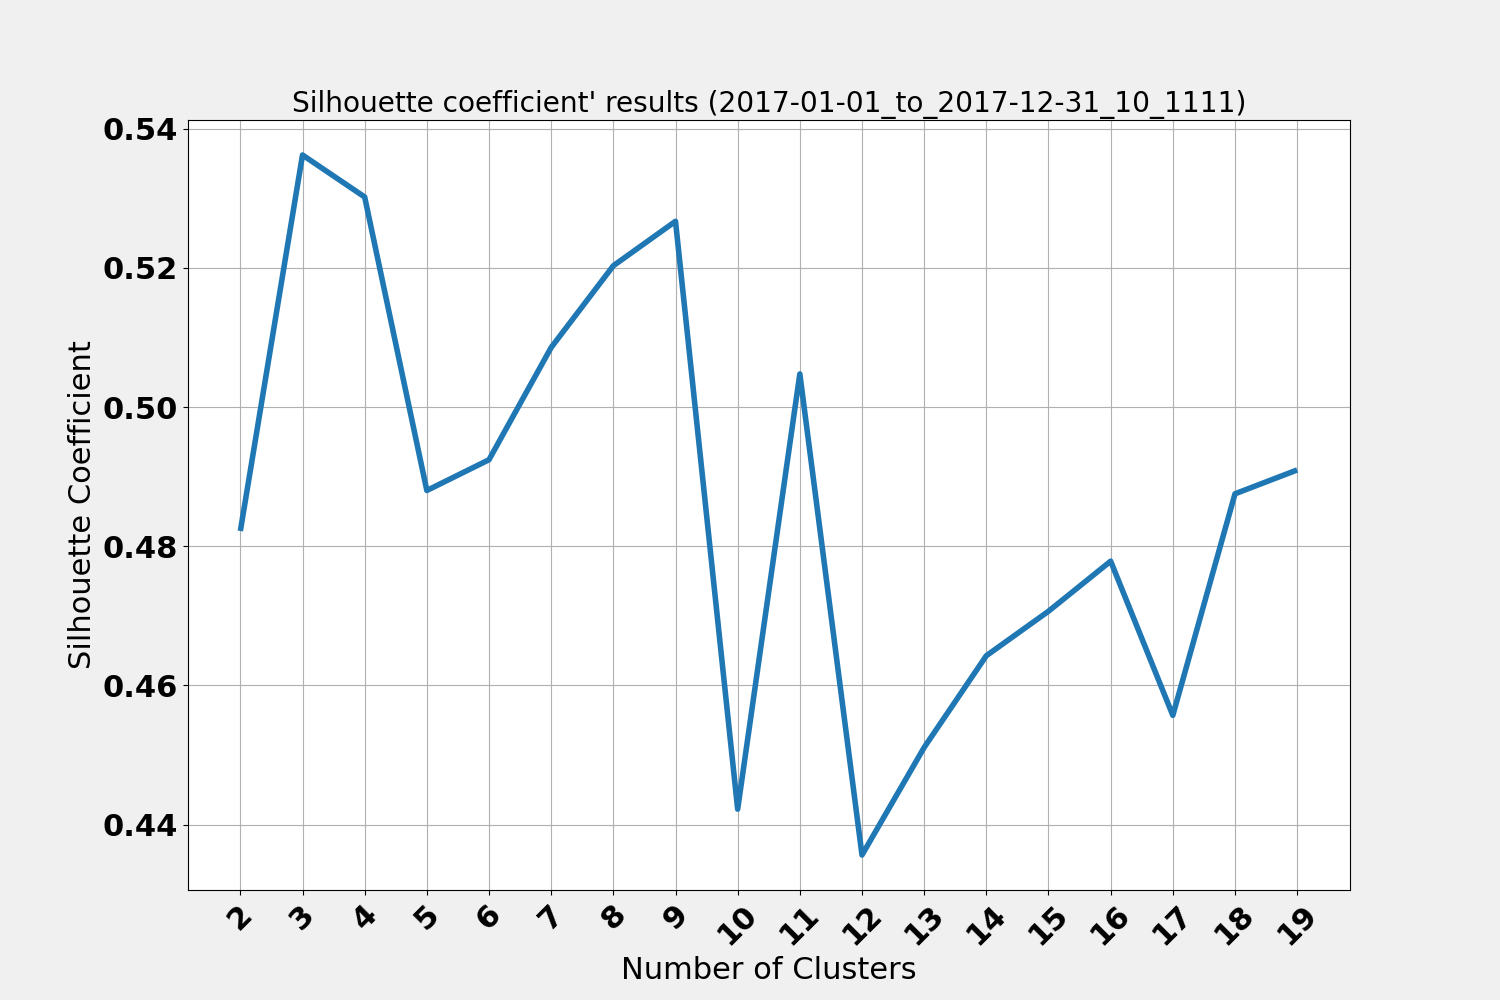 Silhouette coefficient' results (2017-01-01_to_2017-12-31_10_1111)
0.54
0.52
0.50
0.48
0.46
0.44
Silhouette Coefficient
2 3 4 5 6 7 8 9 10 11 12 13 14 15 16 17 18 19
Number of Clusters